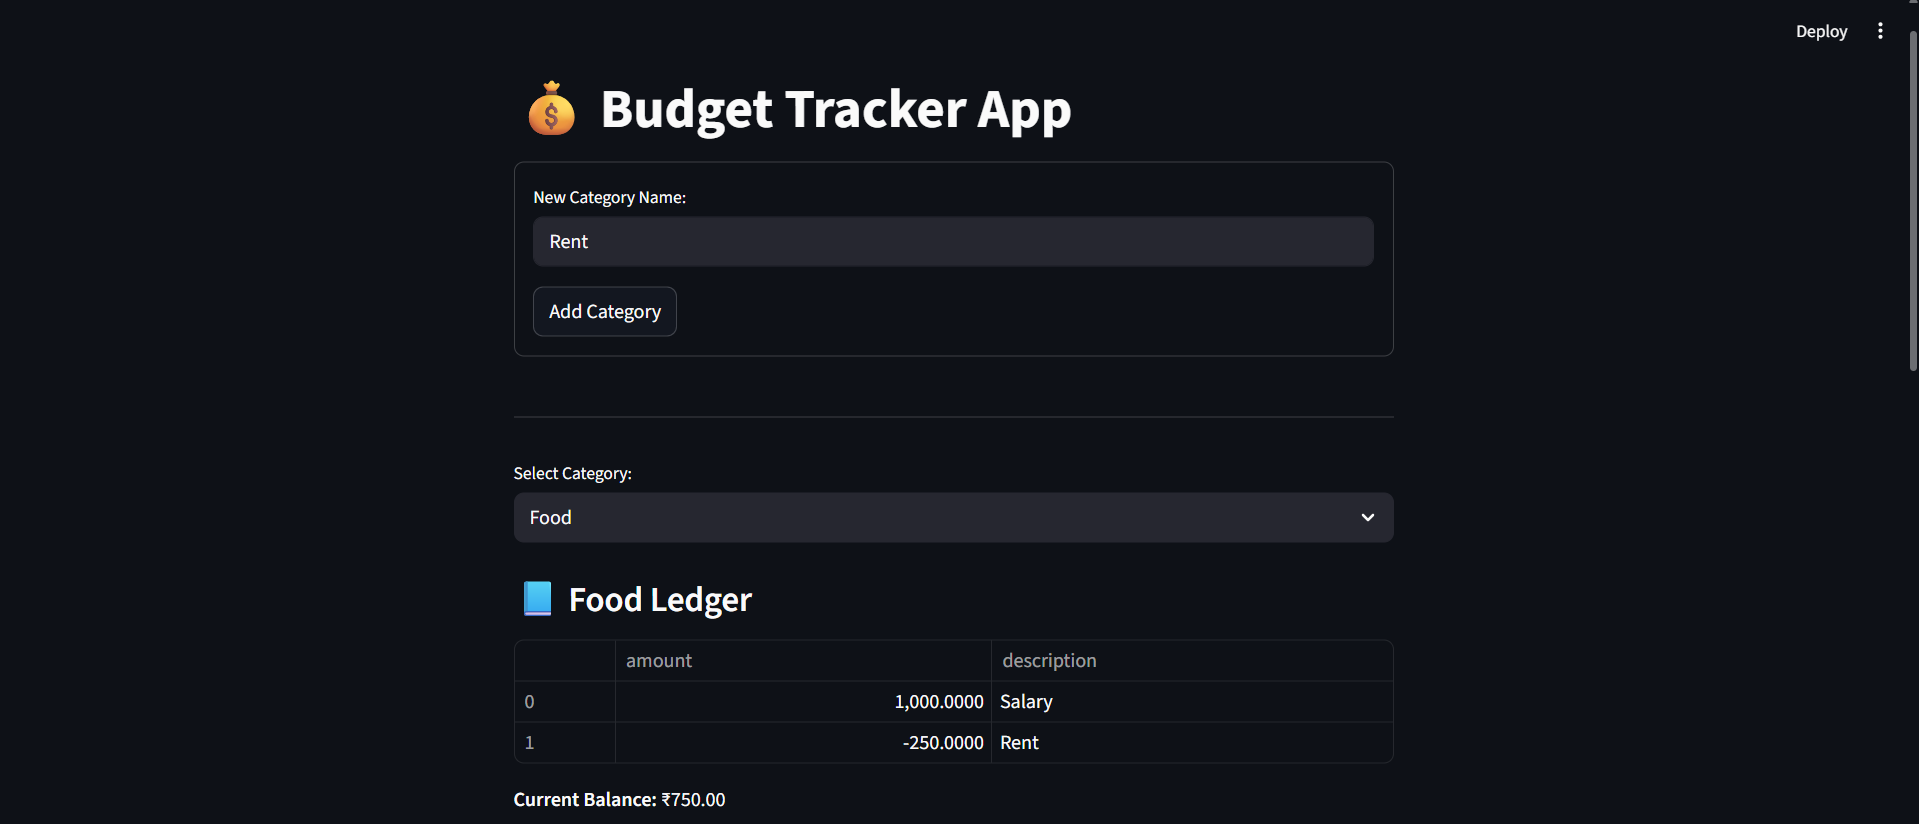 Deploy
Budget Tracker App
New Category Name:
Rent
Add Category
Select Category:
Food
Food Ledger
amount description
0 1,000.0000 Salary
1 -250.0000 Rent
Current Balance: ₹750.00